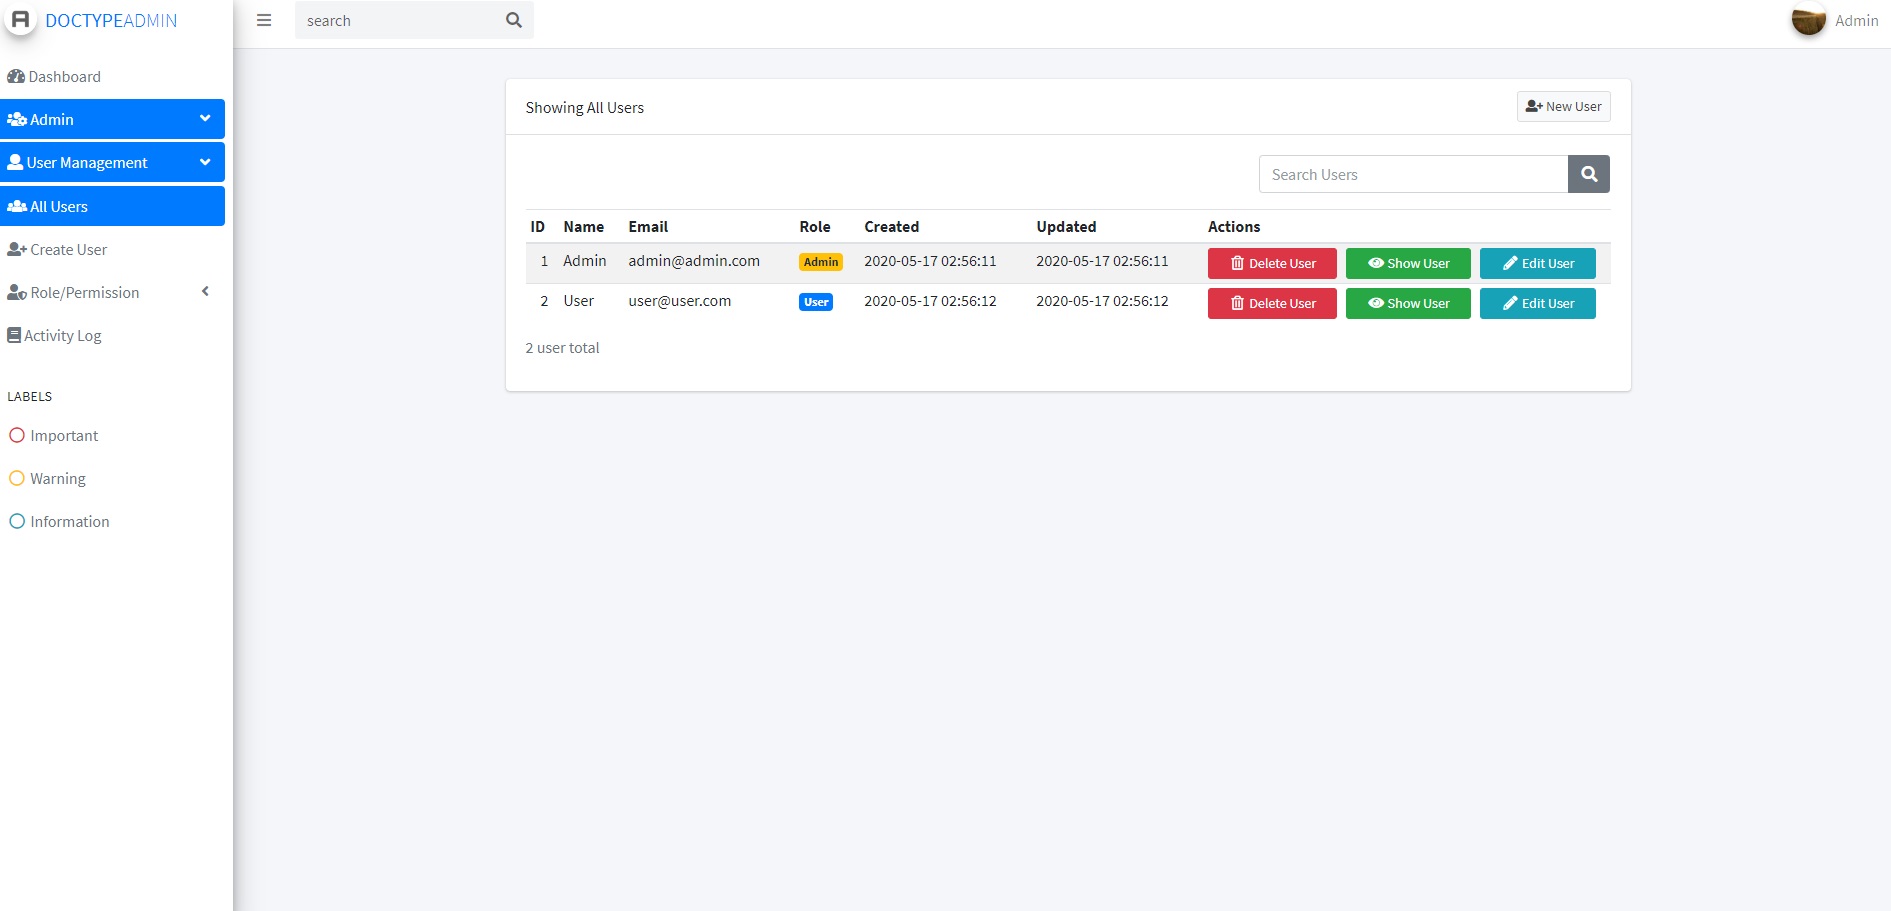 DOCTYPEADMIN
search
Admin
Dashboard
Admin
User Management
All Users
Create User
Role/Permission
Activity Log
LABELS
Important
Warning
Information
Showing All Users
New User
Search Users
ID Name Email Role Created Updated Actions
1 Admin admin@admin.com Admin 2020-05-17 02:56:11 2020-05-17 02:56:11 Delete User Show User Edit User
2 User user@user.com User 2020-05-17 02:56:12 2020-05-17 02:56:12 Delete User Show User Edit User
2 user total